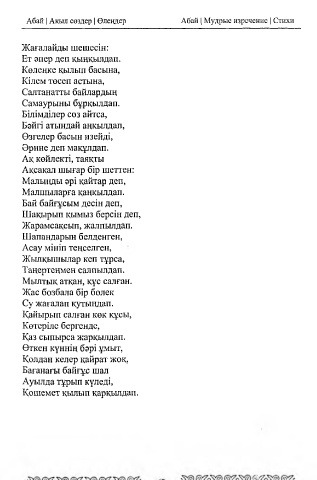 Абай | Ақыл сөздер | Өлеңдер
Абай | Мудрые изречение | Стихи
Жағалайды шешесін:
Ет әпер деп қыңқылдап.
Көлеңке қылып басына,
Кілем төсеп астына,
Салтанатты байлардың
Самаурыны бұрқылдап.
Білімділер сөз айтса,
Бәйгі атындай аңқылдап,
Өзгелер басын изейді,
Әрине деп мақұлдап.
Ақ көйлекті, таяқты
Ақсақал шығар бір шеттен:
Малыңды әрі қайтар деп,
Малшыларға қаңқылдап.
Бай байғұсым десін деп,
Шақырып қымыз берсін деп,
Жарамсақсып, жалпылдап.
Шапандарын белденген,
Асау мініп теңселген,
Жылқышылар кеп тұрса,
Таңертеңмен салпылдап.
Мылтық атқан, құс салған.
Жас бозбала бір бөлек
Су жағалап қутыңдап.
Қайырып салған көк құсы,
Көтеріле бергенде,
Қаз сыпырса жарқылдап.
Өткен күннің бәрі ұмыт,
Қолдан келер қайрат жоқ,
Бағанағы байғұс шал
Ауылда тұрып күледі,
Қошемет қылып қарқылдап.